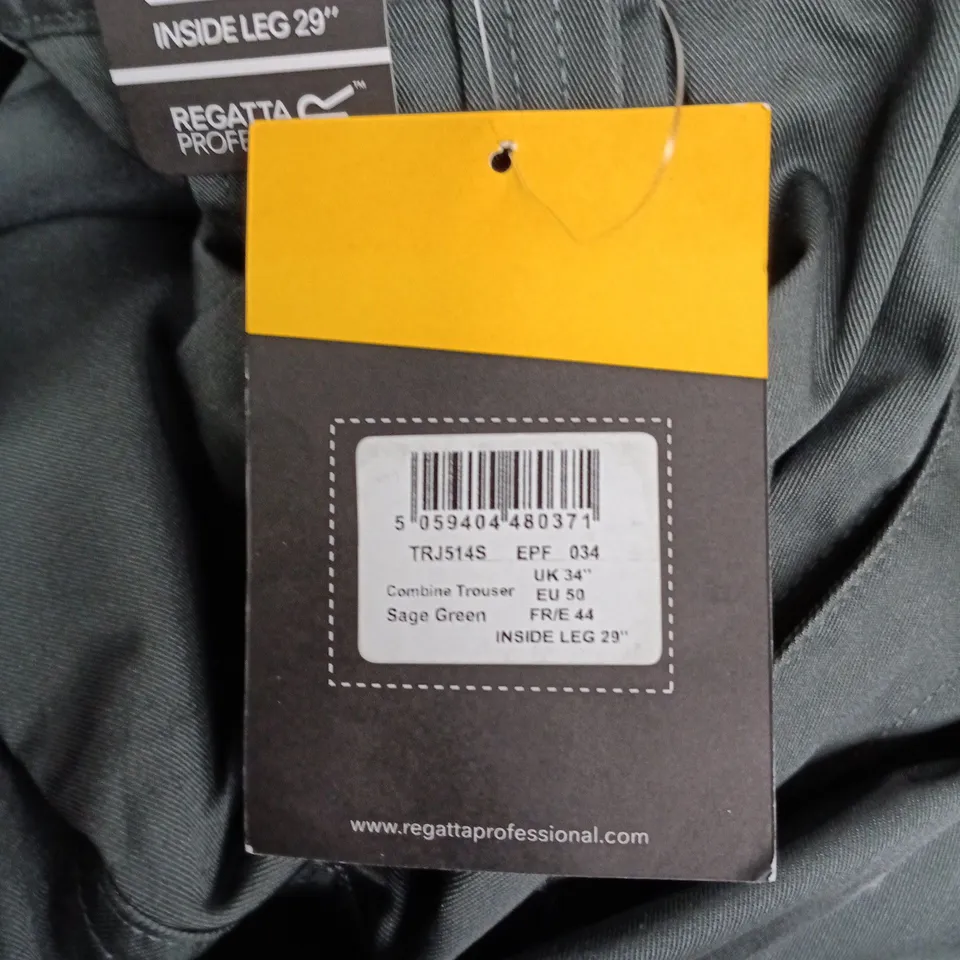 INSIDE LEG 29"
REGATTA™
PROFE
5 059404 480371
TRJ514S EPF 034
UK 34"
Combine Trouser EU 50
Sage Green FR/E 44
INSIDE LEG 29"
www.regattaprofessional.com